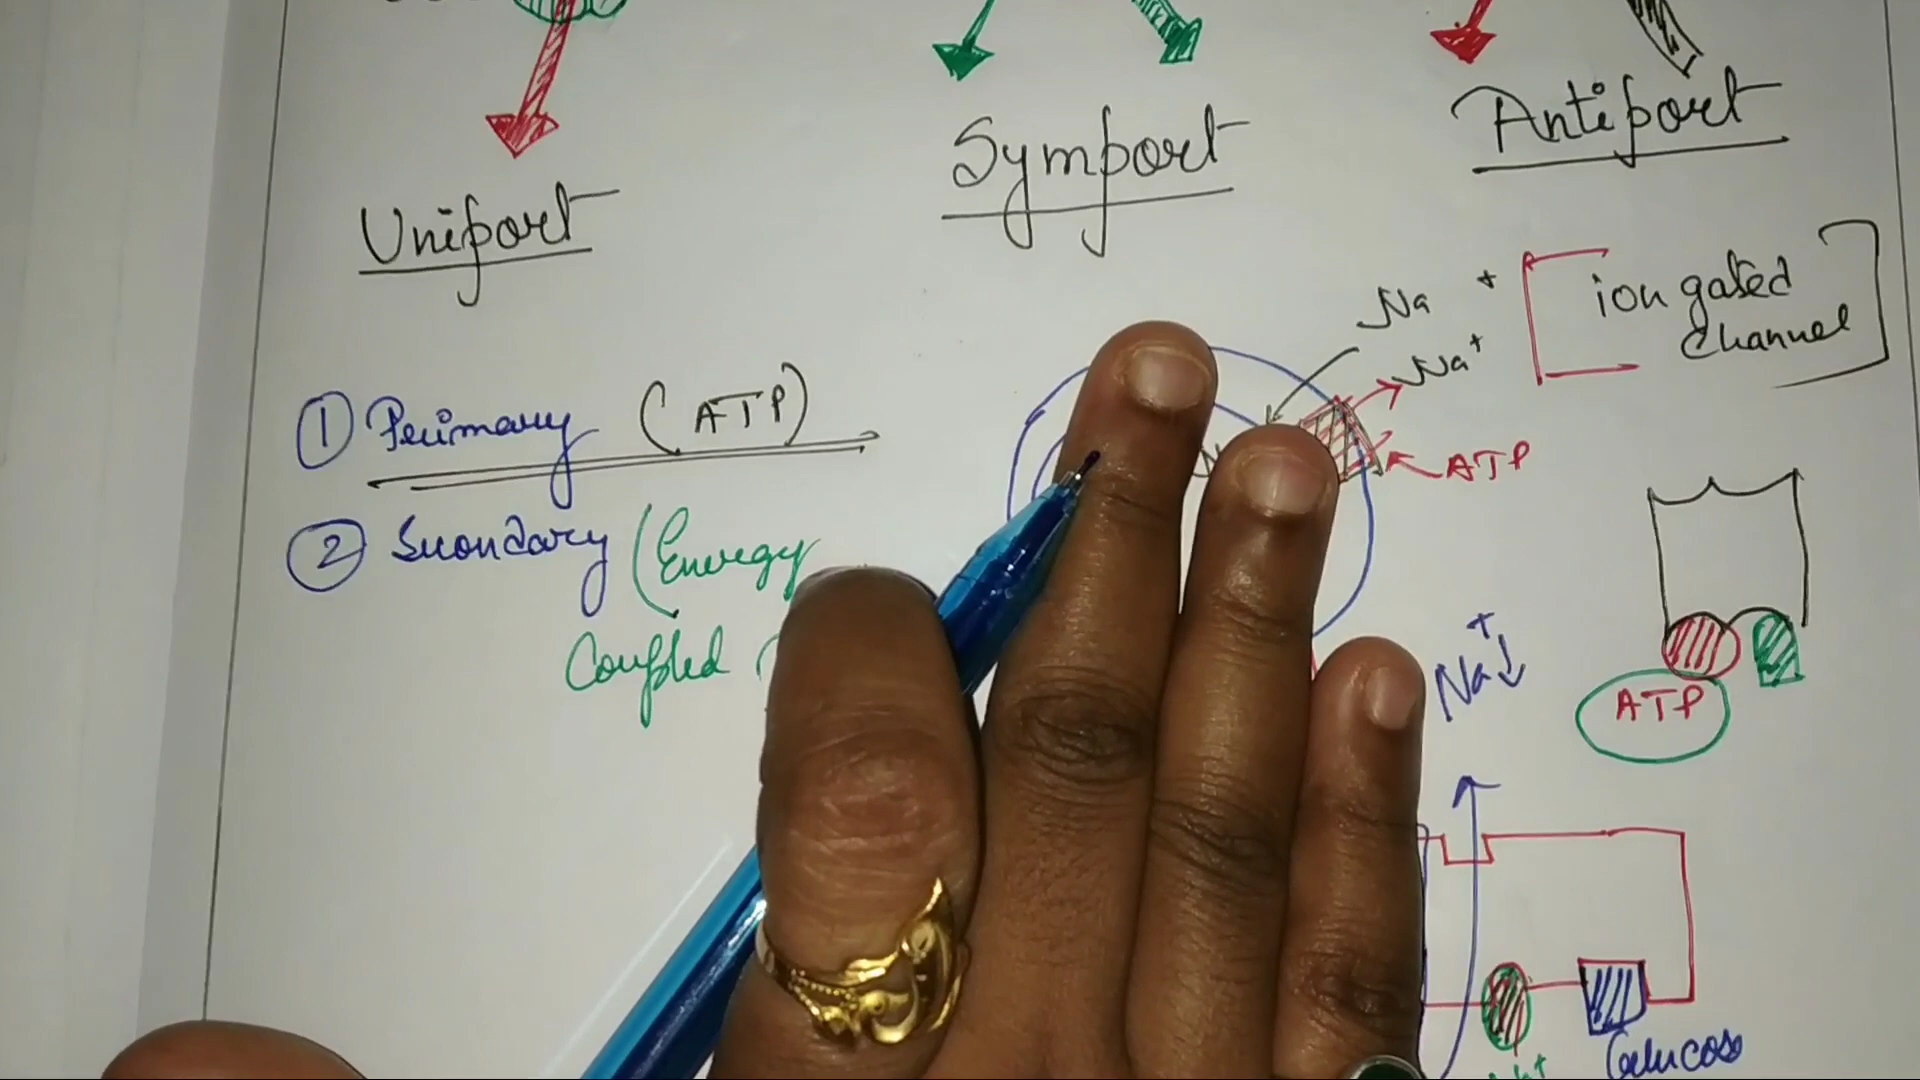 Uniport
Symport
Antiport
Na +
Na+
ion gated
channel
① Primary (ATP)
ATP
② Secondary (Energy
Coupled
Na+↓
ATP
Glucose